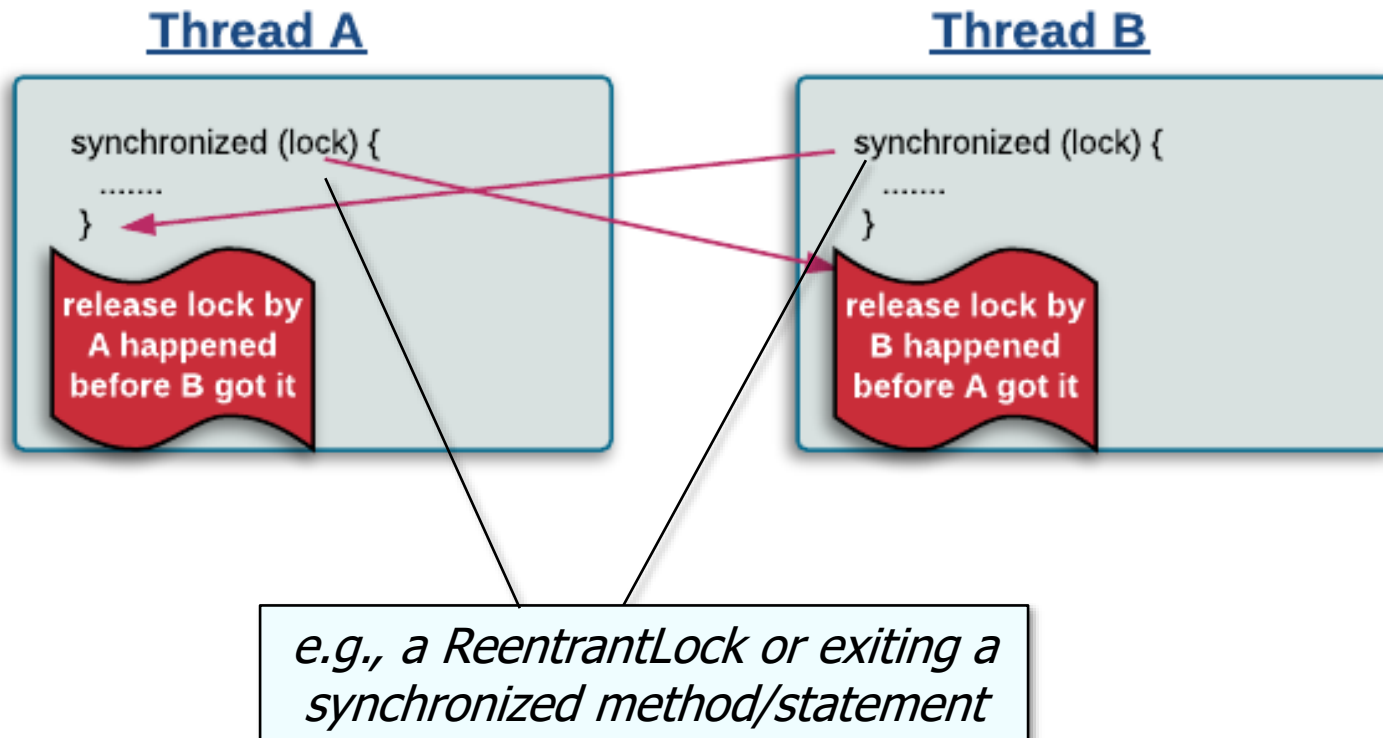 Thread A
synchronized (lock) {
.......
}
release lock by
A happened
before B got it
Thread B
synchronized (lock) {
.......
}
release lock by
B happened
before A got it
e.g., a ReentrantLock or exiting a
synchronized method/statement